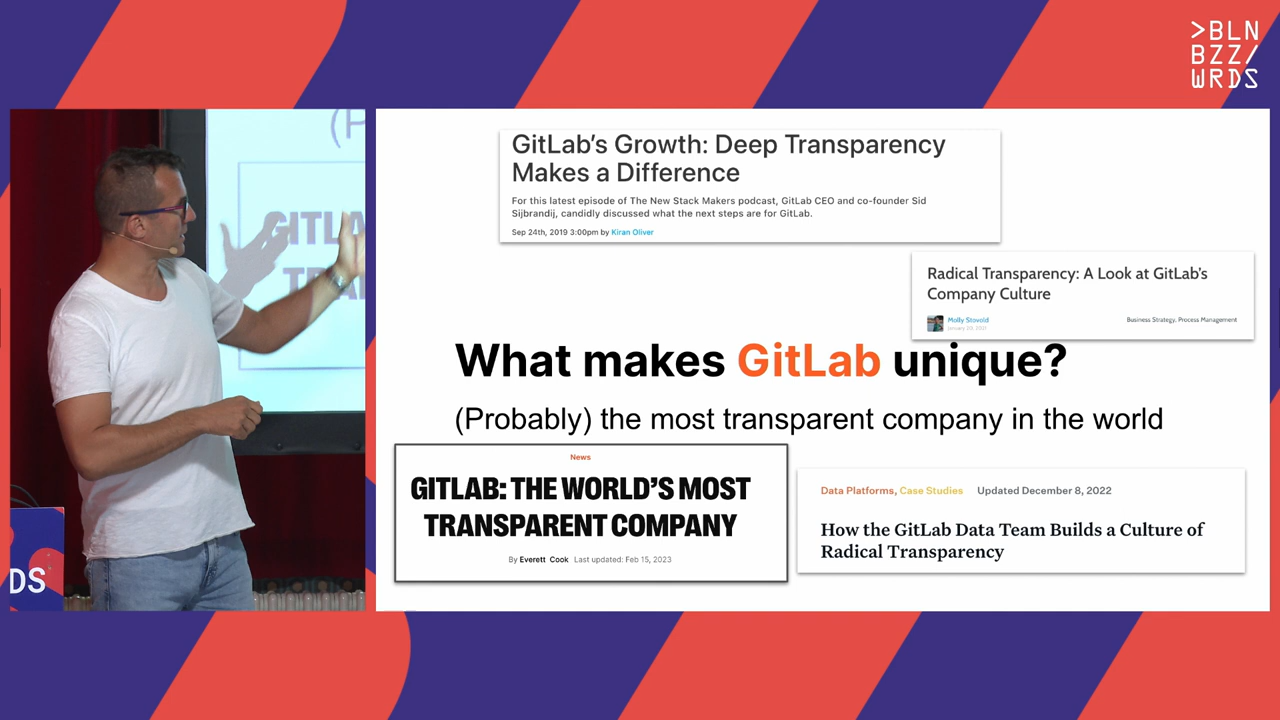 >BLN
BZZ/
WRDS
GitLab's Growth: Deep Transparency
Makes a Difference
For this latest episode of The New Stack Makers podcast, GitLab CEO and co-founder Sid
Sijbrandij, candidly discussed what the next steps are for GitLab.
Sep 24th, 2019 3:00pm by Kiran Oliver
Radical Transparency: A Look at GitLab's
Company Culture
Molly Stovold
January 20, 2021
Business Strategy, Process Management
What makes GitLab unique?
(Probably) the most transparent company in the world
News
GITLAB: THE WORLD'S MOST
TRANSPARENT COMPANY
By Everett Cook Last updated: Feb 15, 2023
Data Platforms, Case Studies Updated December 8, 2022
How the GitLab Data Team Builds a Culture of
Radical Transparency
(P
GITLA
TRA
DS